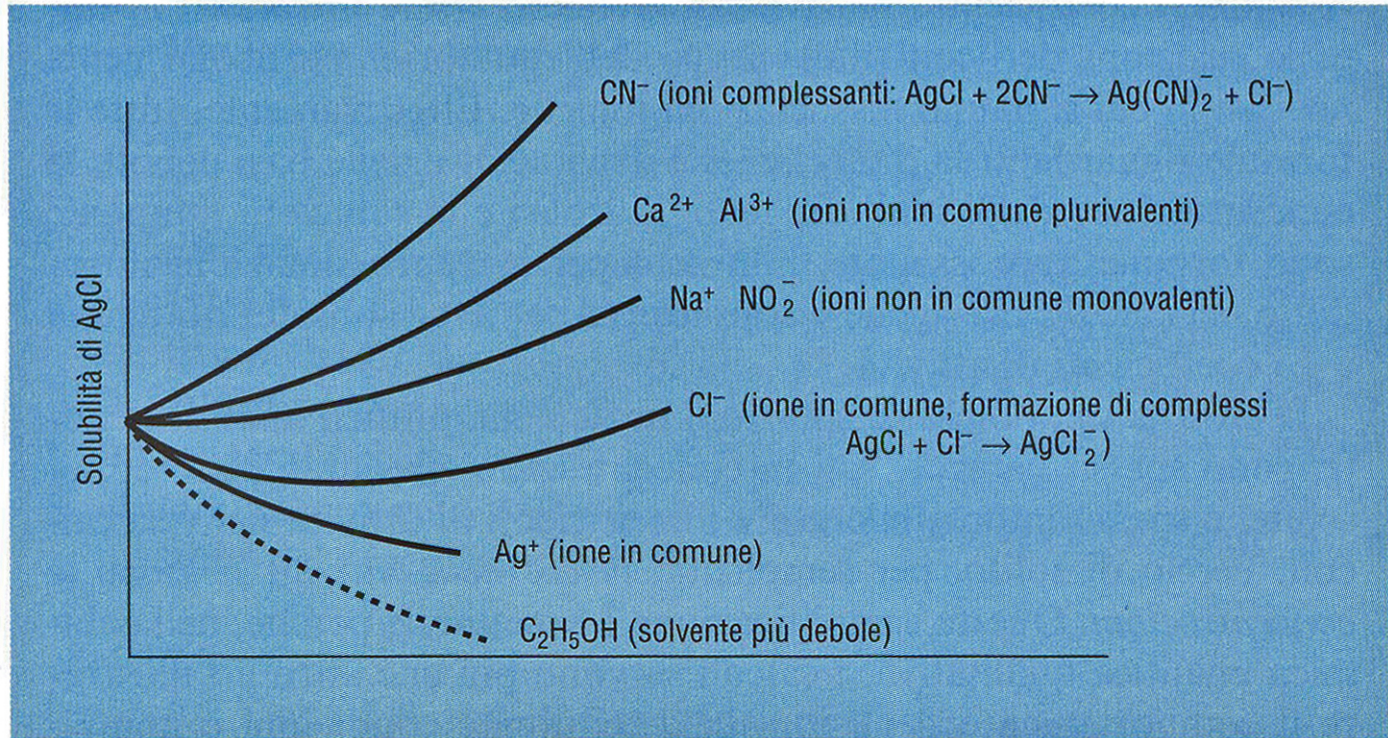 CN⁻ (ioni complessanti: AgCl + 2CN⁻ → Ag(CN)₂⁻ + Cl⁻)
Ca²⁺ Al³⁺ (ioni non in comune plurivalenti)
Na⁺ NO₂⁻ (ioni non in comune monovalenti)
Cl⁻ (ione in comune, formazione di complessi
AgCl + Cl⁻ → AgCl₂⁻)
Ag⁺ (ione in comune)
C₂H₅OH (solvente più debole)
Solubilità di AgCl